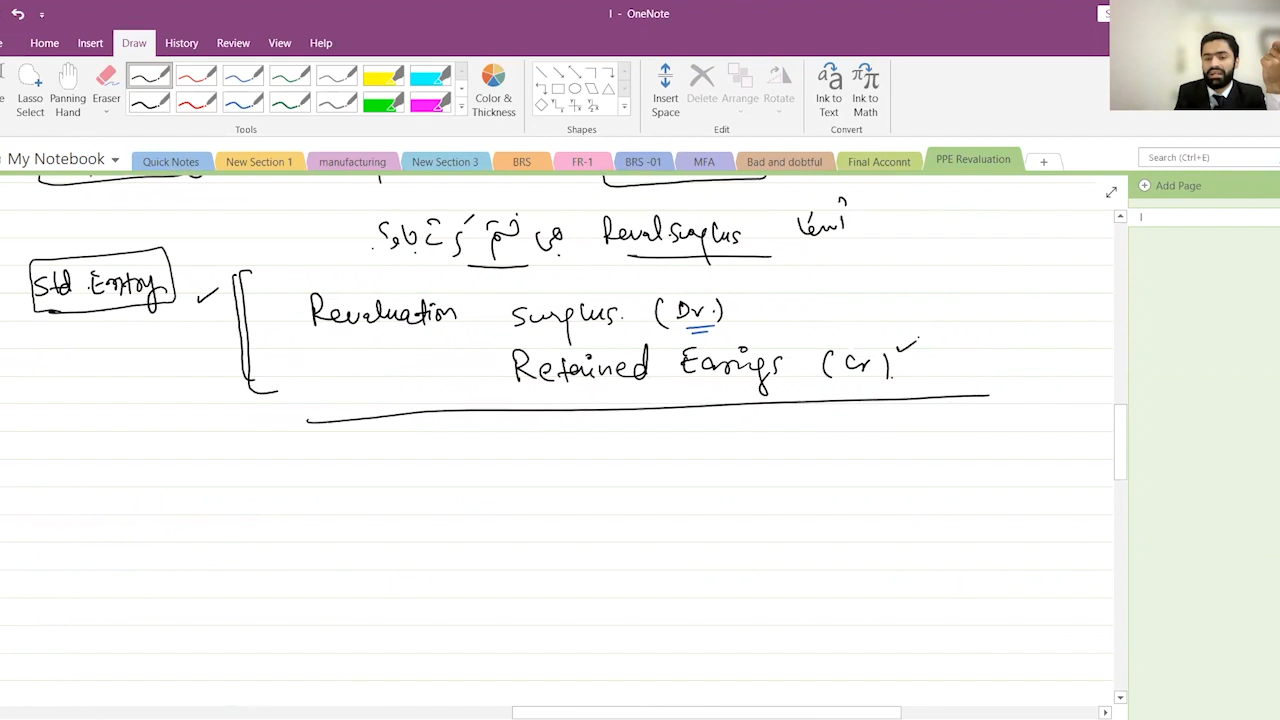 I - OneNote
Home Insert Draw History Review View Help
Lasso Select Panning Hand Eraser Color & Thickness Insert Space Delete Arrange Rotate Ink to Text Ink to Math
Tools Shapes Edit Convert
My Notebook Quick Notes New Section 1 manufacturing New Section 3 BRS FR-1 BRS -01 MFA Bad and doubtful Final Acconnt PPE Revaluation + Search (Ctrl+E)
Add Page
I
Reval.surplus
Std Entry
Revaluation surplus. (Dr.)
Retained Earings (Cr).